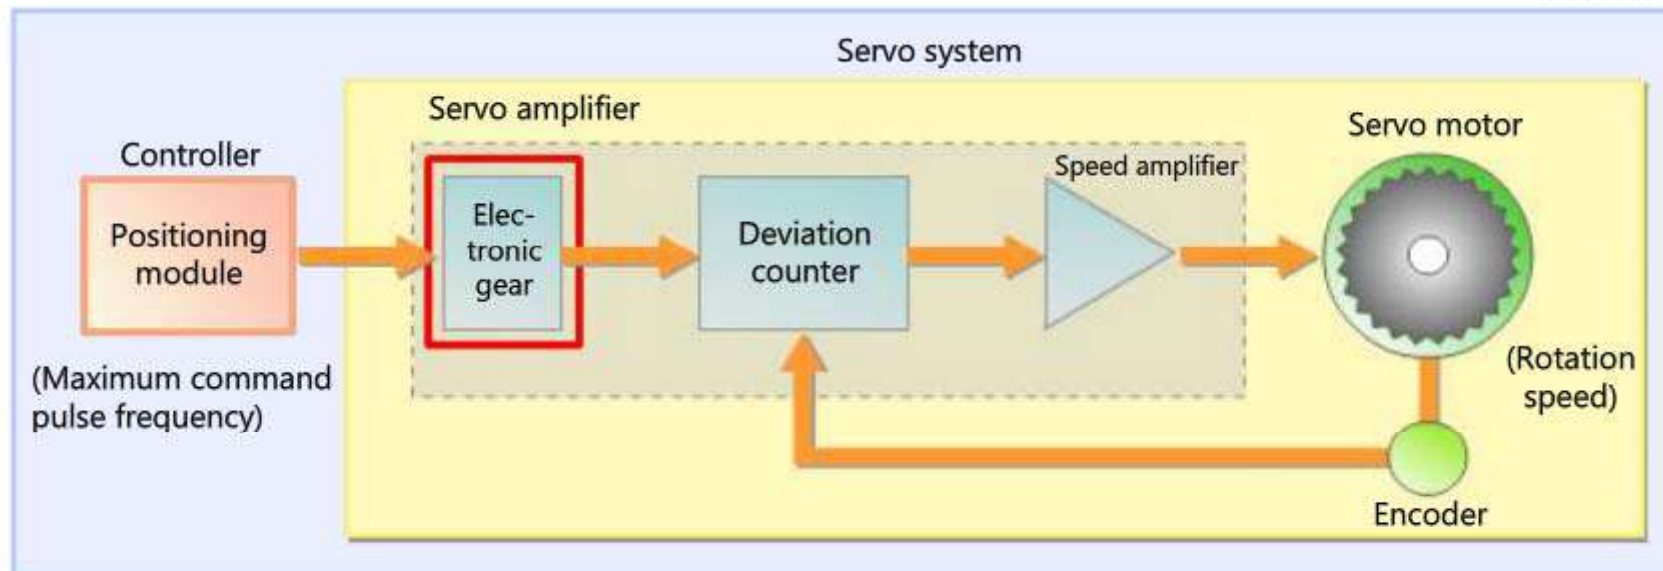 Servo system
Servo amplifier
Servo motor
Controller
Speed amplifier
Positioning
module
Elec-
tronic
gear
Deviation
counter
(Maximum command
pulse frequency)
(Rotation
speed)
Encoder